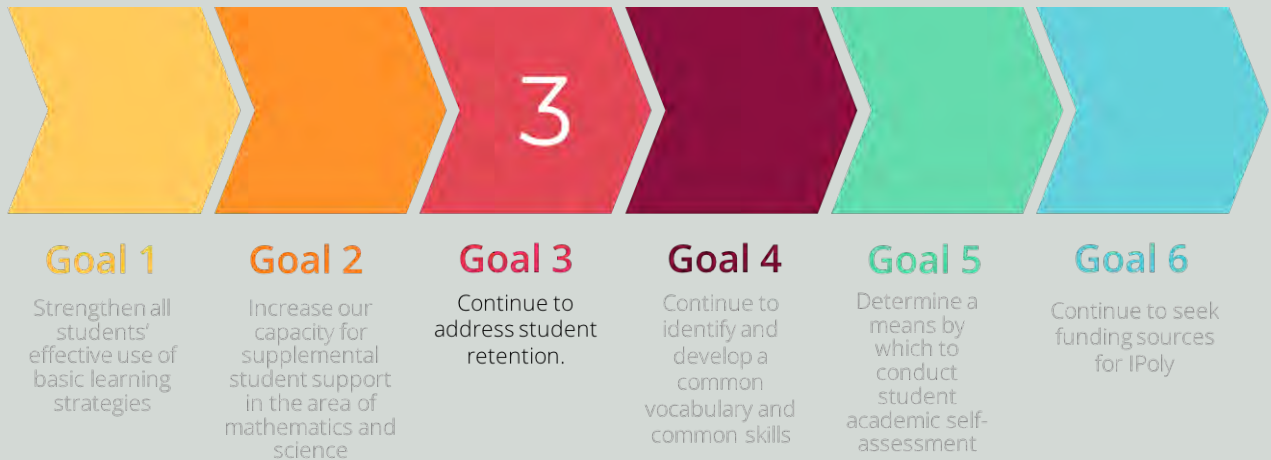 3
Goal 1
Strengthen all
students'
effective use of
basic learning
strategies
Goal 2
Increase our
capacity for
supplemental
student support
in the area of
mathematics and
science
Goal 3
Continue to
address student
retention.
Goal 4
Continue to
identify and
develop a
common
vocabulary and
common skills
Goal 5
Determine a
means by
which to
conduct
student
academic self-
assessment
Goal 6
Continue to seek
funding sources
for IPoly